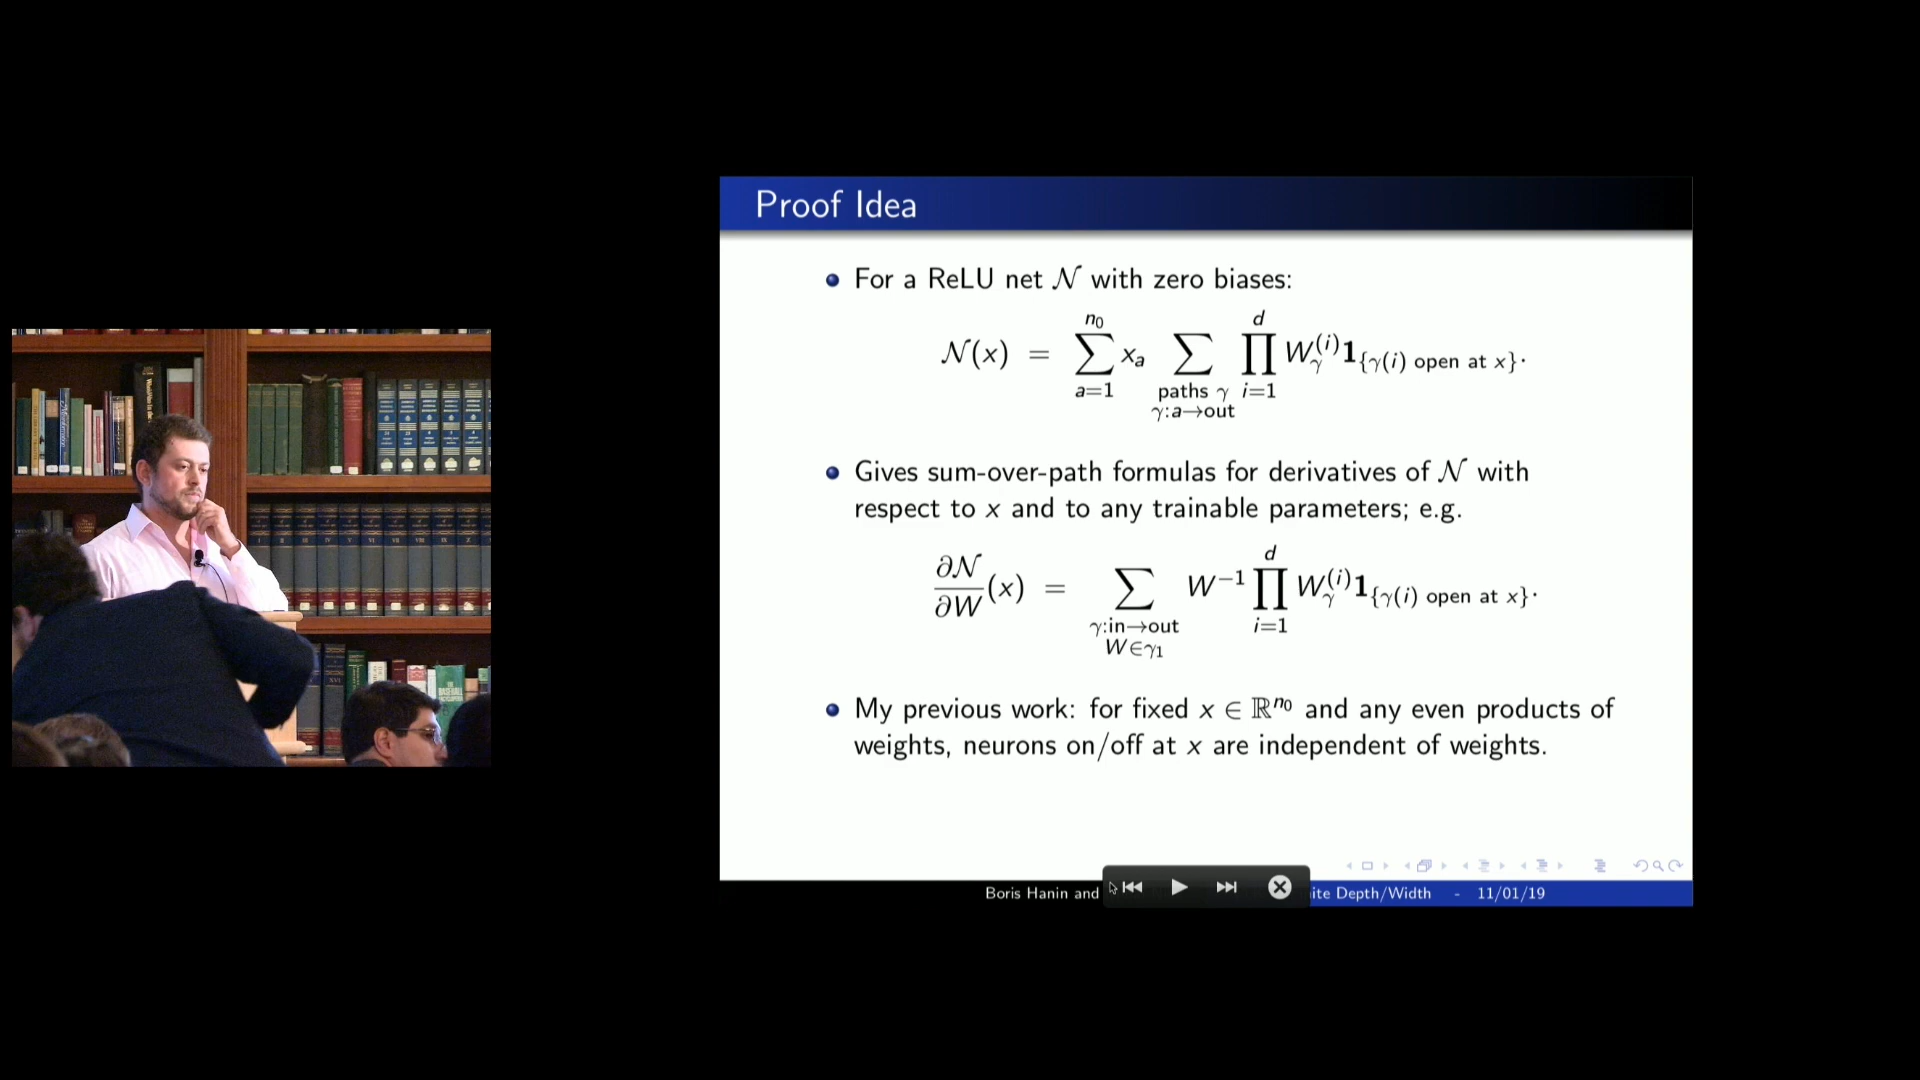 Proof Idea
For a ReLU net 𝒩 with zero biases:
𝒩(x) = ∑_{a=1}^{n₀} x_a ∑_{paths γ, γ:a→out} ∏_{i=1}^{d} W_γ^{(i)} 𝟏_{{γ(i) open at x}}.
Gives sum-over-path formulas for derivatives of 𝒩 with
respect to x and to any trainable parameters; e.g.
∂𝒩/∂W (x) = ∑_{γ:in→out, W∈γ₁} W^{−1} ∏_{i=1}^{d} W_γ^{(i)} 𝟏_{{γ(i) open at x}}.
My previous work: for fixed x ∈ ℝ^{n₀} and any even products of
weights, neurons on/off at x are independent of weights.
Boris Hanin and
ite Depth/Width - 11/01/19